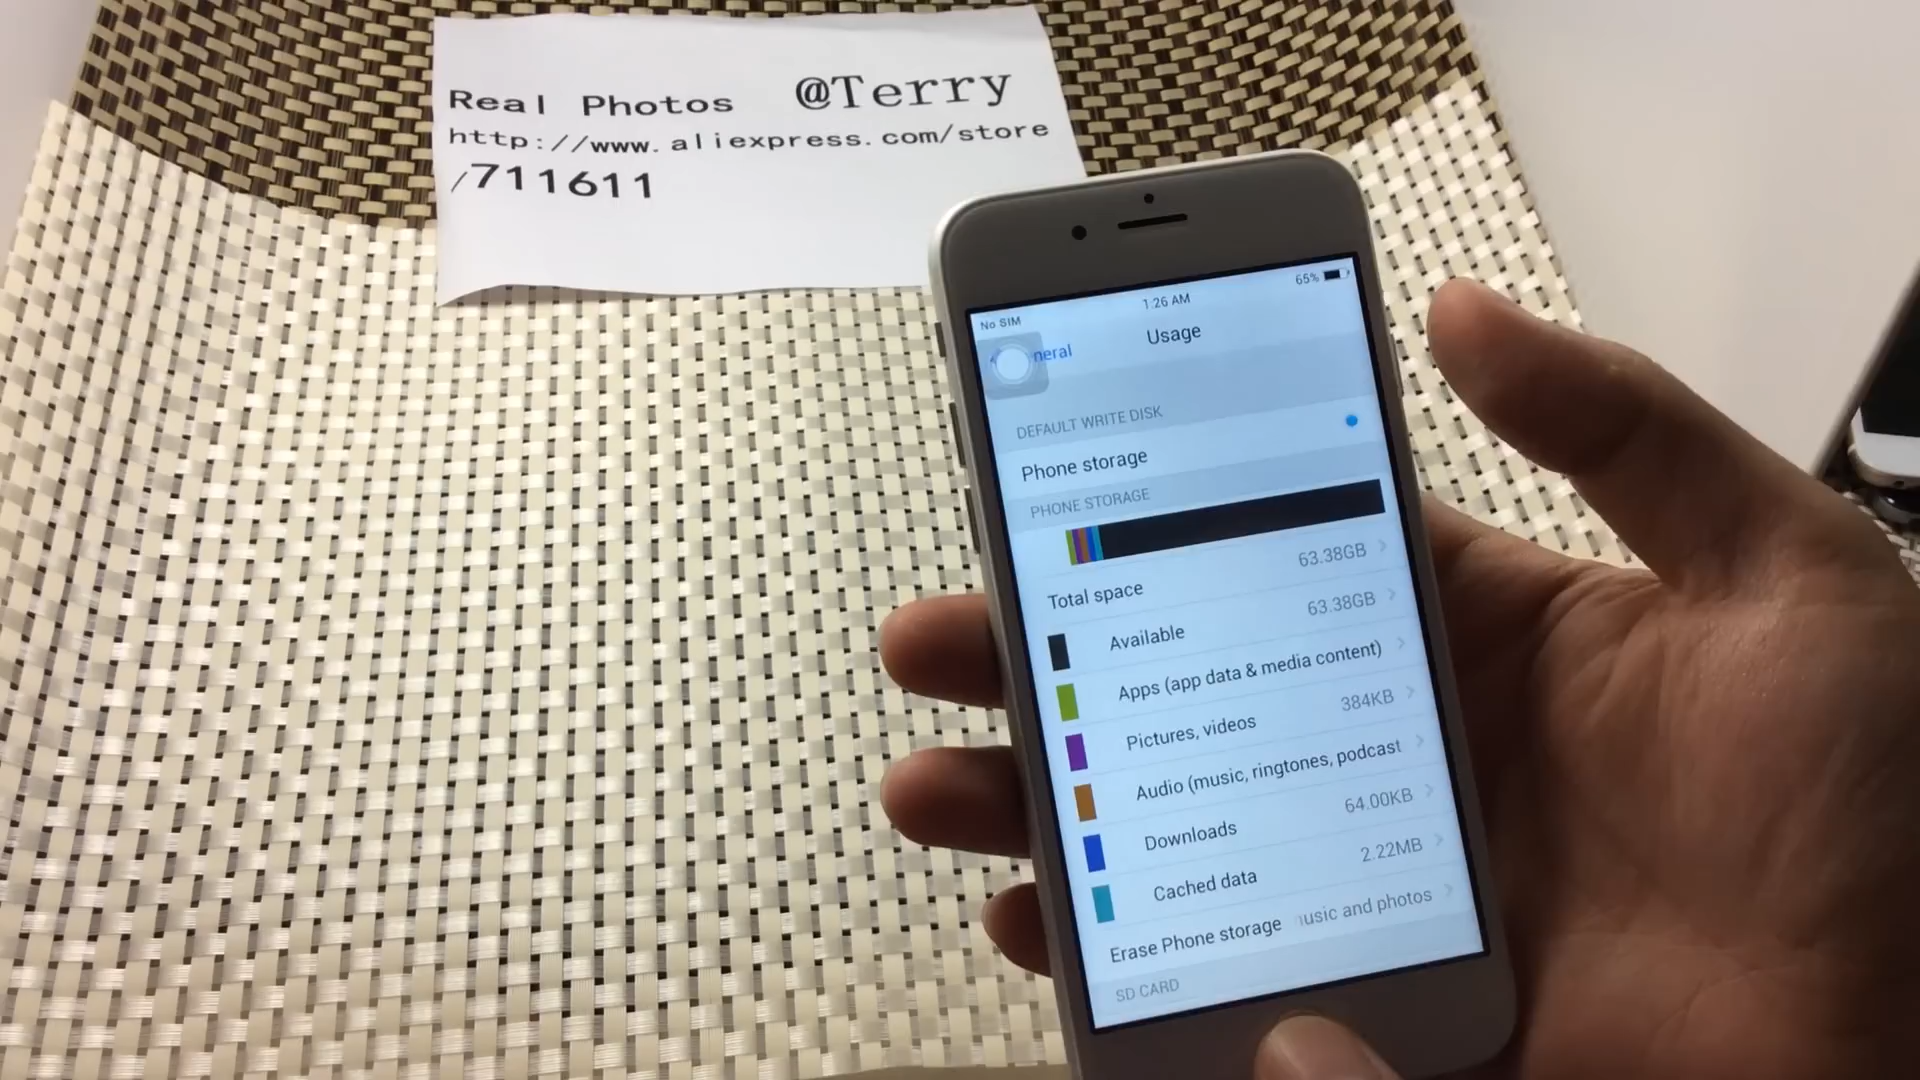 Real Photos @Terry
http://www.aliexpress.com/store
/711611
No SIM 1:26 AM 65%
neral Usage
DEFAULT WRITE DISK
Phone storage
PHONE STORAGE
Total space 63.38GB
Available 63.38GB
Apps (app data & media content)
Pictures, videos 384KB
Audio (music, ringtones, podcast
Downloads 64.00KB
Cached data 2.22MB
Erase Phone storage usic and photos
SD CARD